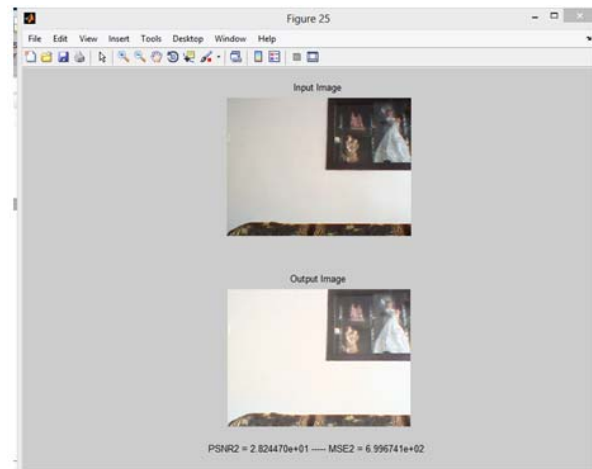 Figure 25
File Edit View Insert Tools Desktop Window Help
Input Image
Output Image
PSNR2 = 2.824470e+01 ---- MSE2 = 6.996741e+02